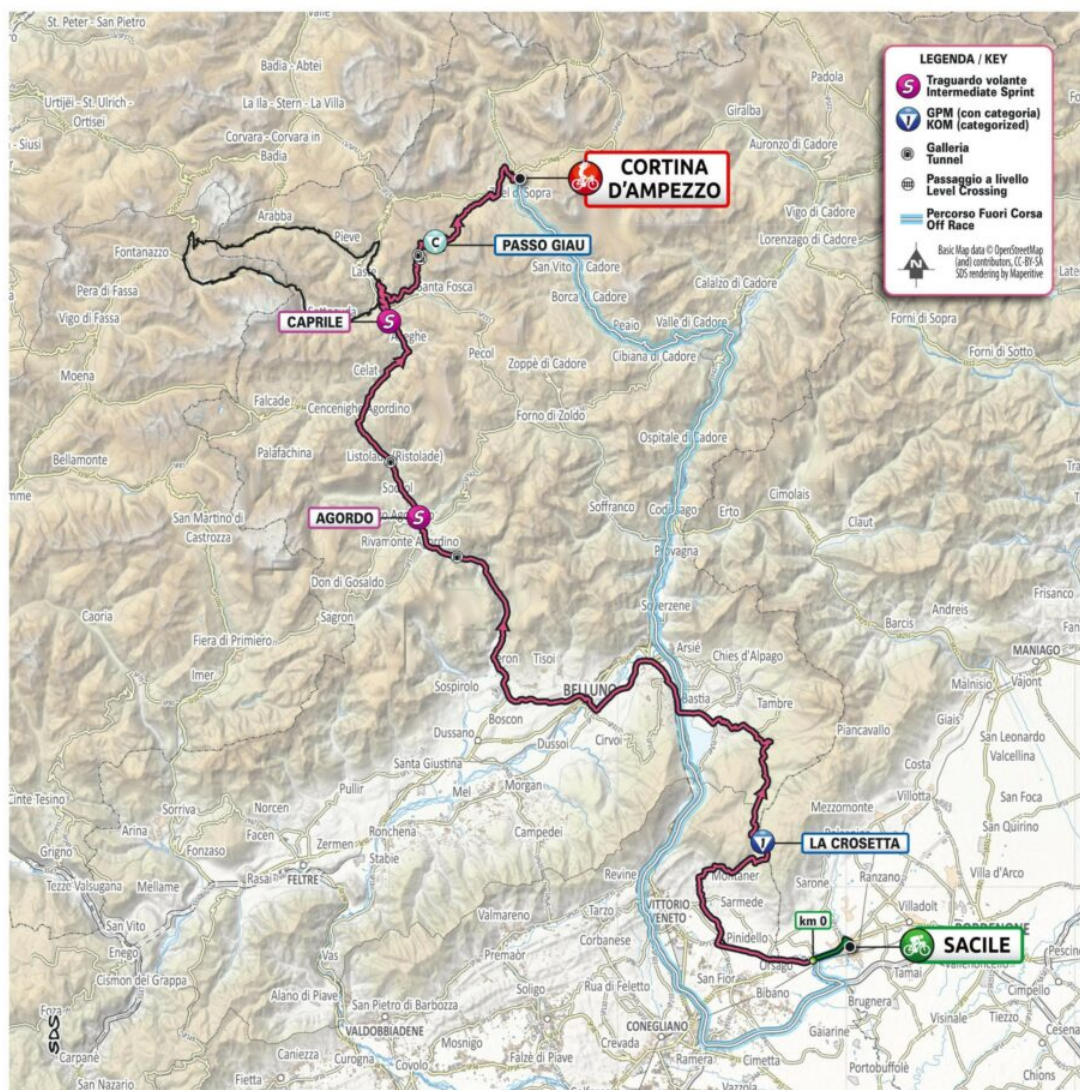 St. Peter - San Pietro
Valle
LEGENDA / KEY
Traguardo volante
Intermediate Sprint
GPM (con categoria)
KOM (categorized)
Galleria
Tunnel
Passaggio a livello
Level Crossing
Percorso Fuori Corsa
Off Race
Basic Map data © OpenStreetMap
(and) contributors, CC-BY-SA
SDS rendering by Maperitive
N
S
Badia - Abtei
Padola
Urtijëi - St. Ulrich -
Ortisei
La Ila - Stern - La Villa
Giralba
- Siusi
Corvara - Corvara in
Badia
Auronzo di Cadore
CORTINA
D'AMPEZZO
Arabba
Pieve
Vigo di Cadore
Fontanazzo
C
PASSO GIAU
Lorenzago di Cadore
Laste
San Vito
Cadore
Pera di Fassa
Santa Fosca
Calalzo di Cadore
Borca
Cadore
Vigo di Fassa
CAPRILE
S
Peaio
Valle di Cadore
Forni di Sopra
Pecol
Cibiana di Cadore
Forni di Sotto
Celat
Zoppè di Cadore
Moena
Falcade
Cencenighe Agordino
Forno di Zoldo
Palafachina
Ospitale di Cadore
Bellamonte
Listolade (Ristolade)
Cimolais
San Martino di
Castrozza
AGORDO
S
Soffranco
Erto
Claut
Rivamonte Agordino
Provagna
Don di Gosaldo
Caoria
Sagron
Frisanco
Andreis
Fiera di Primiero
Barcis
Arsié
Chies d'Alpago
MANIAGO
Imer
Tisoi
Vajont
Sospirolo
BELLUNO
Bastia
Malnisio
Tambre
Giais
Boscon
Piancavallo
San Leonardo
Valcellina
Dussano
Dussoi
Cirvoi
Santa Giustina
Costa
Cinte Tesino
Pullir
Mel
Morgan
San Foca
Sorriva
Norcen
Mezzomonte
Villotta
Arina
Facen
Ronchena
Campedei
San Quirino
Fonzaso
Zermen
Stabie
LA CROSETTA
Tezze Valsugana
Mellame
Rasai
FELTRE
Revine
Montaner
Sarone
Ranzano
Villa d'Arco
VITTORIO
VENETO
Sarmede
San Vito
Valmareno
Tarzo
km 0
Villadolt
Enego
Corbanese
Pinidello
SACILE
Vas
Premaòr
Orsago
Cismon del Grappa
San Fior
Tamai
Vallenoncello
Alano di Piave
Soligo
Rua di Feletto
Bibano
Brugnera
Cimpello
Foza
San Pietro di Barbozza
CONEGLIANO
Visinale
Tiezzo
SDS
VALDOBBIADENE
Crevada
Gaiarine
Carpanè
Caniezza
Mosnigo
Falzè di Piave
Ramera
Cimetta
Curogna
Portobuffolè
Chions
San Nazario
Fietta
Covolo
Vazzola